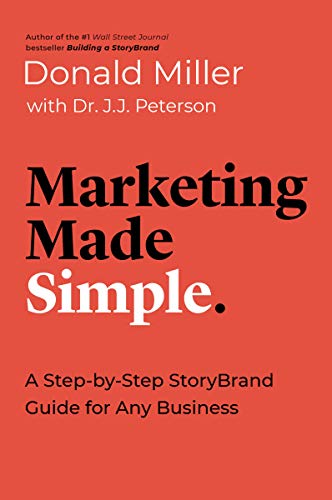 Author of the #1 Wall Street Journal
bestseller Building a StoryBrand
Donald Miller
with Dr. J.J. Peterson
Marketing
Made
Simple.
A Step-by-Step StoryBrand
Guide for Any Business